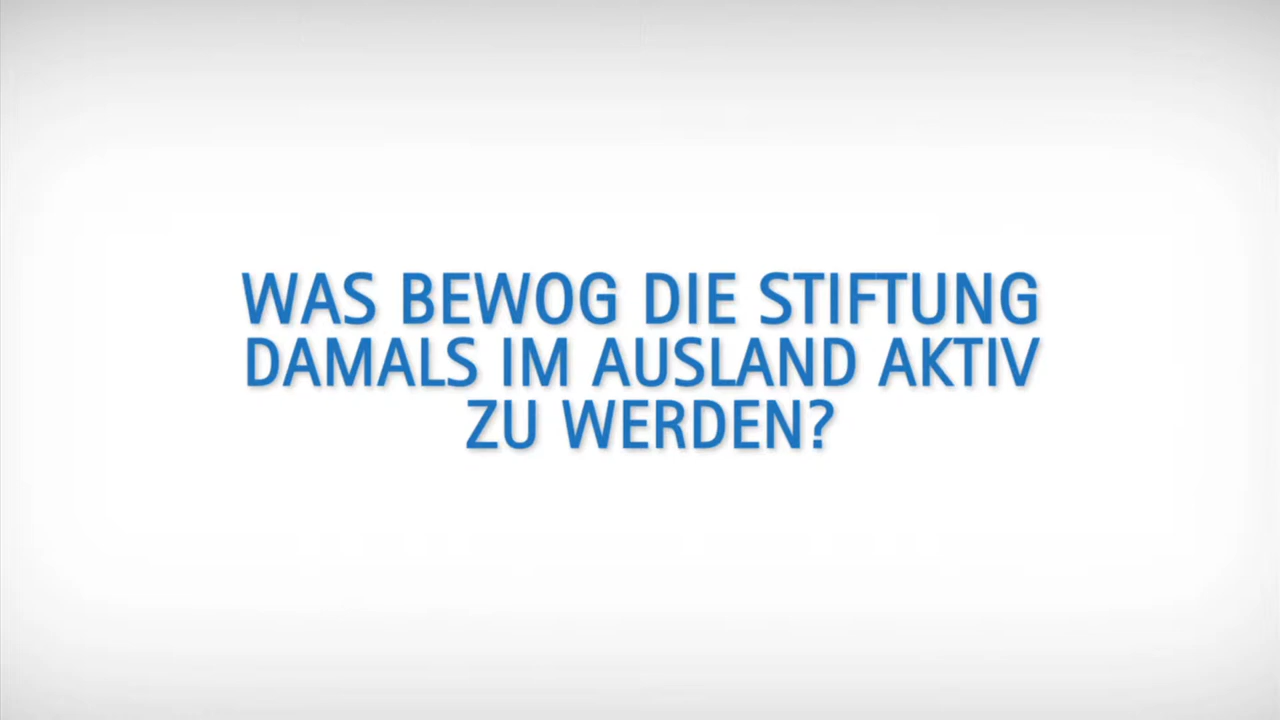 WAS BEWOG DIE STIFTUNG
DAMALS IM AUSLAND AKTIV
ZU WERDEN?